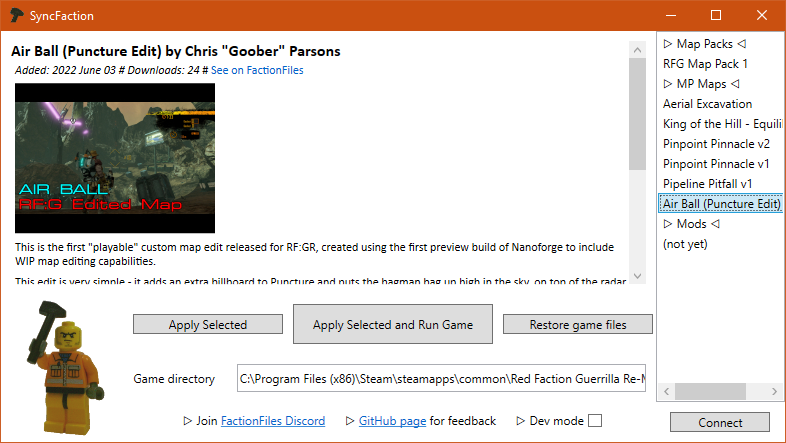 SyncFaction
Air Ball (Puncture Edit) by Chris "Goober" Parsons
Added: 2022 June 03 # Downloads: 24 # See on FactionFiles
AIR BALL
RF:G Edited Map
This is the first "playable" custom map edit released for RF:GR, created using the first preview build of Nanoforge to include
WIP map editing capabilities.
This edit is very simple - it adds an extra billboard to Puncture and puts the bagman bag up high in the sky, on top of the radar
▷ Map Packs ◁
RFG Map Pack 1
▷ MP Maps ◁
Aerial Excavation
King of the Hill - Equili
Pinpoint Pinnacle v2
Pinpoint Pinnacle v1
Pipeline Pitfall v1
Air Ball (Puncture Edit)
▷ Mods ◁
(not yet)
Apply Selected
Apply Selected and Run Game
Restore game files
Game directory
C:\Program Files (x86)\Steam\steamapps\common\Red Faction Guerrilla Re-M
▷ Join FactionFiles Discord
▷ GitHub page for feedback
▷ Dev mode
Connect